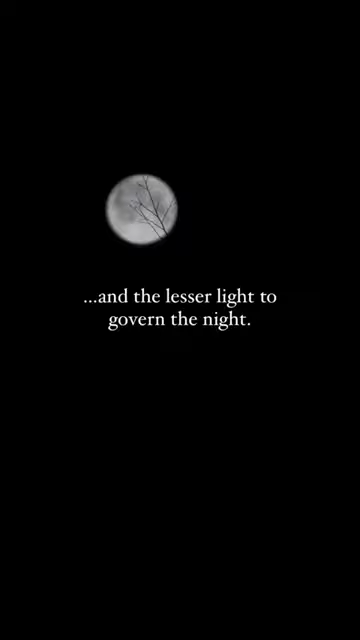 ...and the lesser light to
govern the night.